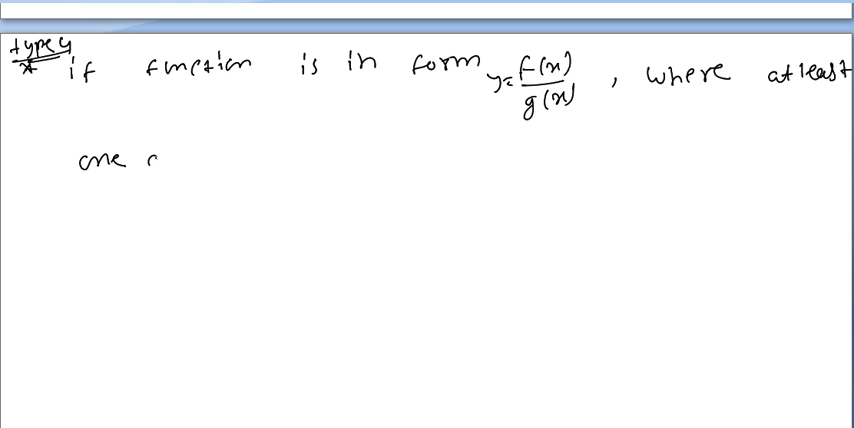 type 4
* if function is in form y = f(x)/g(x) , where atleast
one